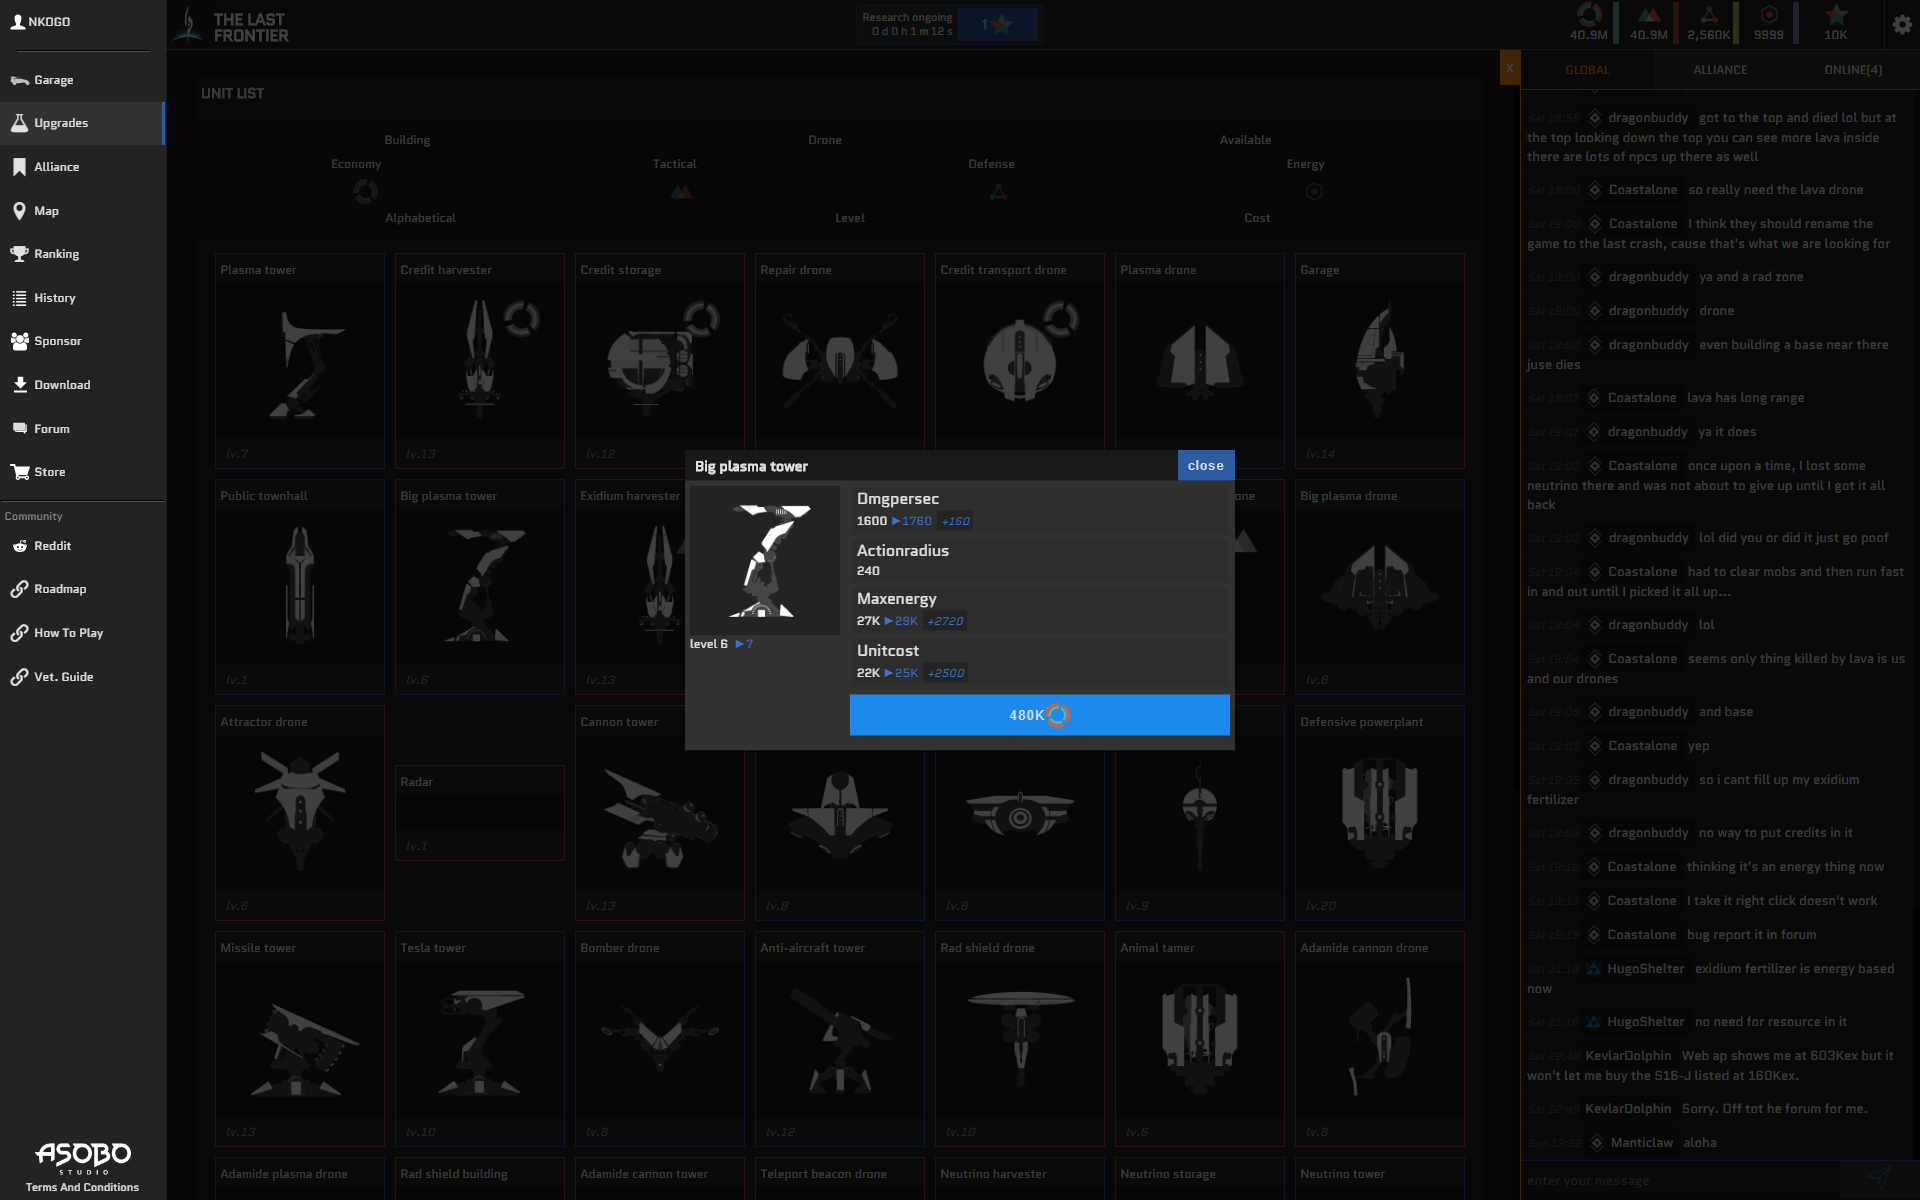 NKOGO
Garage
Upgrades
Alliance
Map
Ranking
History
Sponsor
Download
Forum
Store
Community
Reddit
Roadmap
How To Play
Vet. Guide
ASOBO
STUDIO
Terms And Conditions
THE LAST
FRONTIER
Research ongoing
0 d 0 h 1 m 12 s
1
40.9M
40.9M
2,560K
9999
10K
UNIT LIST
Building
Drone
Available
Economy
Tactical
Defense
Energy
Alphabetical
Level
Cost
Plasma tower
Credit harvester
Credit storage
Repair drone
Credit transport drone
Plasma drone
Garage
lv.7
lv.13
lv.12
lv.14
Public townhall
Big plasma tower
Exidium harvester
one
Big plasma drone
lv.1
lv.6
lv.13
lv.8
Big plasma tower
close
Dmgpersec
1600 1760 +160
Actionradius
240
Maxenergy
27K 29K +2720
level 6 7
Unitcost
22K 25K +2500
480K
Attractor drone
Radar
Cannon tower
Defensive powerplant
lv.1
lv.6
lv.13
lv.8
lv.8
lv.9
lv.20
Missile tower
Tesla tower
Bomber drone
Anti-aircraft tower
Rad shield drone
Animal tamer
Adamide cannon drone
lv.13
lv.10
lv.8
lv.12
lv.10
lv.6
lv.8
Adamide plasma drone
Rad shield building
Adamide cannon tower
Teleport beacon drone
Neutrino harvester
Neutrino storage
Neutrino tower
X
GLOBAL
ALLIANCE
ONLINE(4)
Sat 18:59 dragonbuddy got to the top and died lol but at
the top looking down the top you can see more lava inside
there are lots of npcs up there as well
Sat 19:00 Coastalone so really need the lava drone
Sat 19:00 Coastalone I think they should rename the
game to the last crash, cause that's what we are looking for
Sat 19:00 dragonbuddy ya and a rad zone
Sat 19:00 dragonbuddy drone
Sat 19:00 dragonbuddy even building a base near there
juse dies
Sat 19:01 Coastalone lava has long range
Sat 19:01 dragonbuddy ya it does
Sat 19:02 Coastalone once upon a time, I lost some
neutrino there and was not about to give up until I got it all
back
Sat 19:03 dragonbuddy lol did you or did it just go poof
Sat 19:04 Coastalone had to clear mobs and then run fast
in and out until I picked it all up...
Sat 19:04 dragonbuddy lol
Sat 19:04 Coastalone seems only thing killed by lava is us
and our drones
Sat 19:05 dragonbuddy and base
Sat 19:05 Coastalone yep
Sat 19:05 dragonbuddy so i cant fill up my exidium
fertilizer
Sat 19:06 dragonbuddy no way to put credits in it
Sat 19:12 Coastalone thinking it's an energy thing now
Sat 19:13 Coastalone I take it right click doesn't work
Sat 19:13 Coastalone bug report it in forum
Sat 21:18 HugoShelter exidium fertilizer is energy based
now
Sat 21:18 HugoShelter no need for resource in it
Sat 22:48 KevlarDolphin Web ap shows me at 603Kex but it
won't let me buy the S16-J listed at 160Kex.
Sat 22:49 KevlarDolphin Sorry. Off tot he forum for me.
Sun 13:22 Manticlaw aloha
enter your message